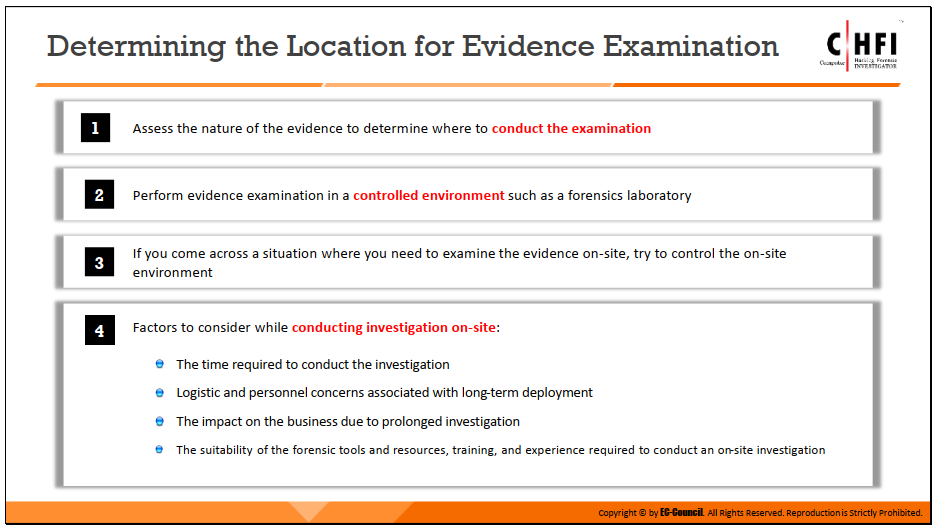 Determining the Location for Evidence Examination
C HFI
Computer Hacking Forensic
INVESTIGATOR
1 Assess the nature of the evidence to determine where to conduct the examination
2 Perform evidence examination in a controlled environment such as a forensics laboratory
3 If you come across a situation where you need to examine the evidence on-site, try to control the on-site
environment
4 Factors to consider while conducting investigation on-site:
The time required to conduct the investigation
Logistic and personnel concerns associated with long-term deployment
The impact on the business due to prolonged investigation
The suitability of the forensic tools and resources, training, and experience required to conduct an on-site investigation
Copyright © by EC-Council. All Rights Reserved. Reproduction is Strictly Prohibited.